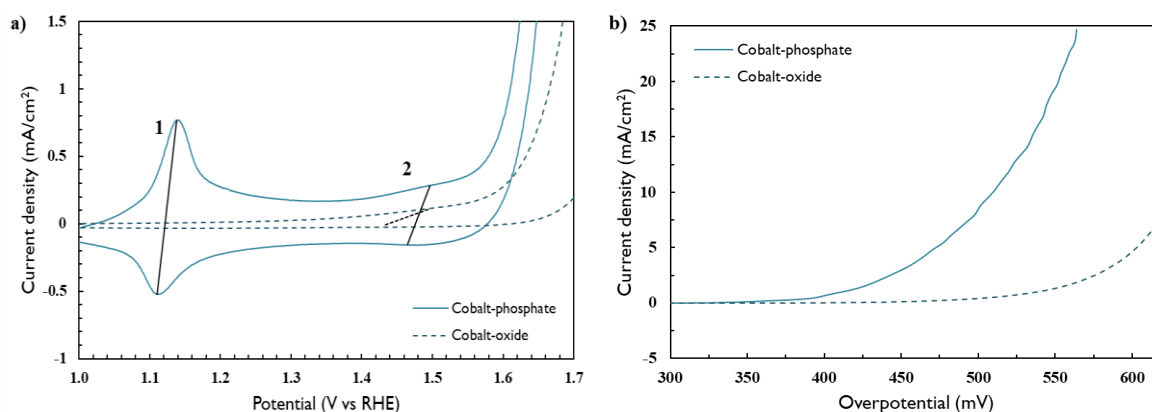 a)
1.5
1
0.5
0
-0.5
-1
Current density (mA/cm²)
1
2
Cobalt-phosphate
Cobalt-oxide
1.0 1.1 1.2 1.3 1.4 1.5 1.6 1.7
Potential (V vs RHE)
b)
25
20
15
10
5
0
-5
Current density (mA/cm²)
Cobalt-phosphate
Cobalt-oxide
300 350 400 450 500 550 600
Overpotential (mV)